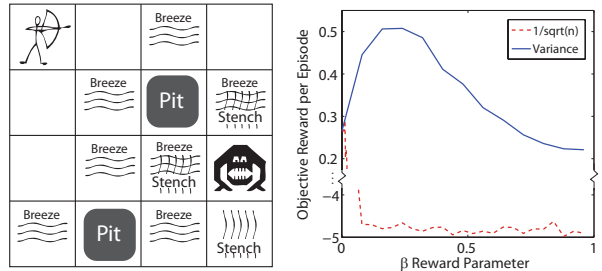 Breeze
Breeze
Pit
Breeze
Stench
Breeze
Breeze
Stench
Breeze
Pit
Breeze
Stench
Objective Reward per Episode
0.5
0.4
0.3
0.2
−4
−5
0
0.5
1
β Reward Parameter
1/sqrt(n)
Variance